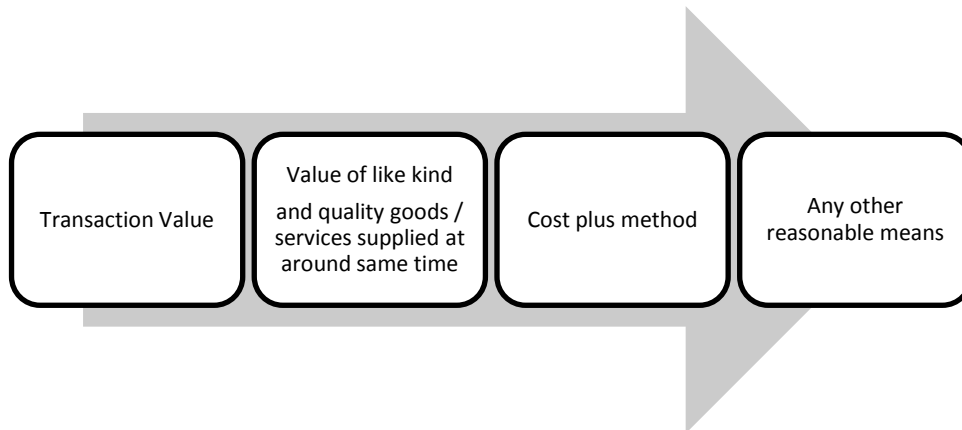 Transaction Value
Value of like kind
and quality goods /
services supplied at
around same time
Cost plus method
Any other
reasonable means